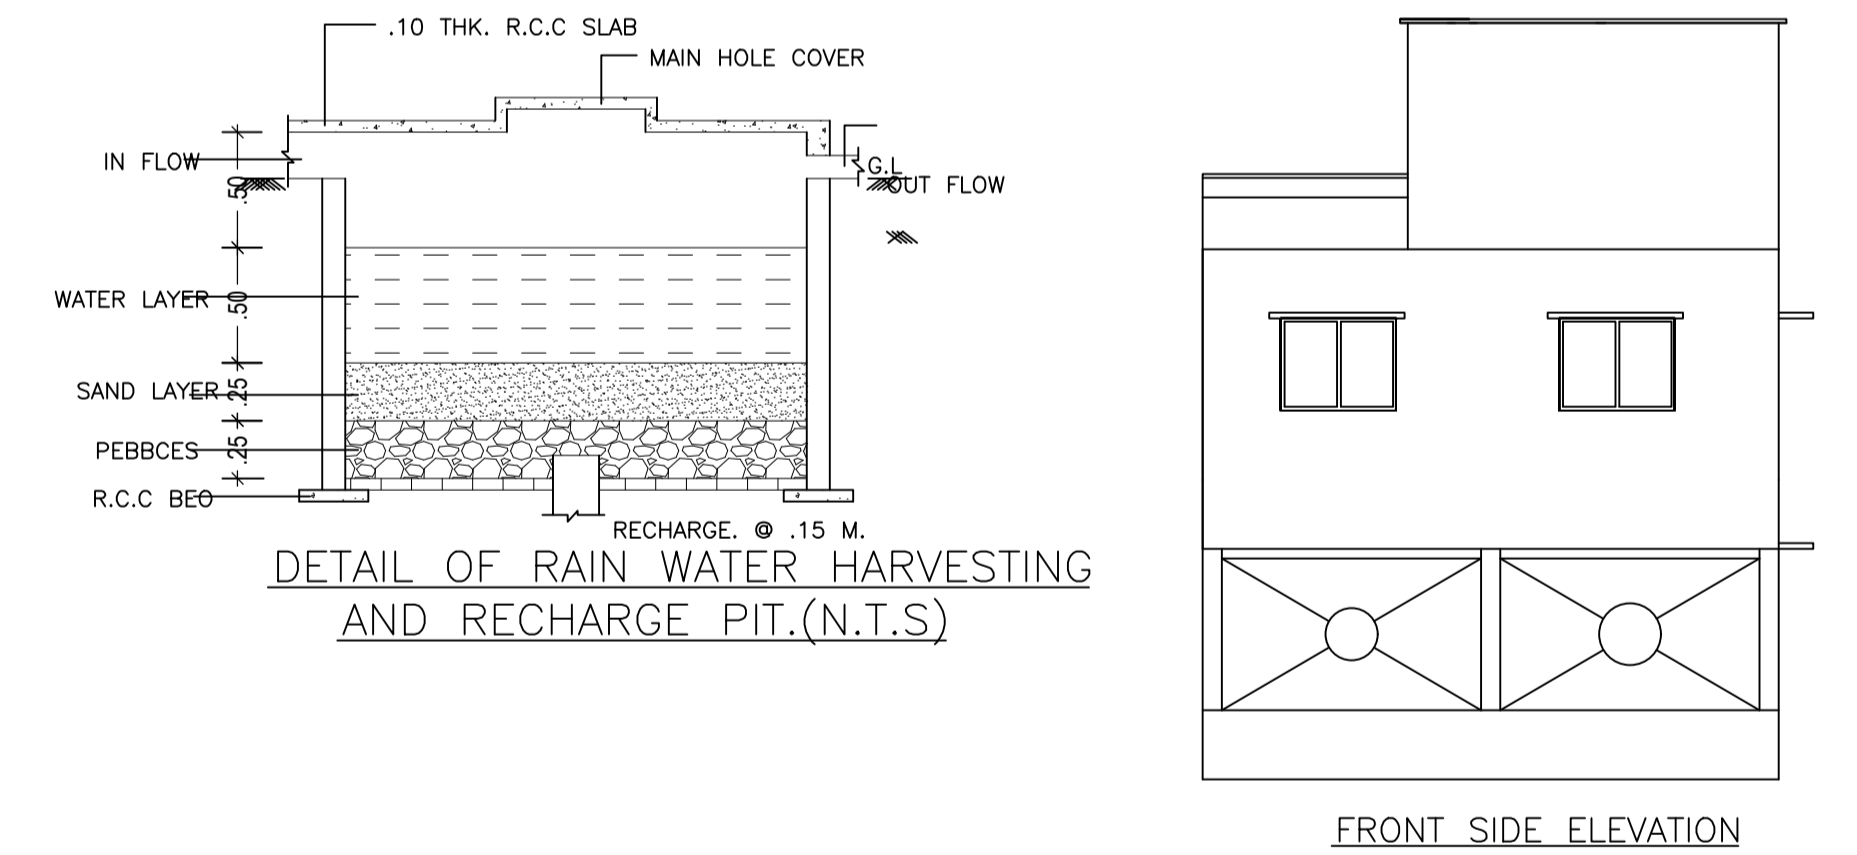 .10 THK. R.C.C SLAB
MAIN HOLE COVER
IN FLOW
G.L
OUT FLOW
.50
WATER LAYER
.50
SAND LAYER
.25
PEBBCES
.25
R.C.C BEO
RECHARGE. @ .15 M.
DETAIL OF RAIN WATER HARVESTING
AND RECHARGE PIT.(N.T.S)
FRONT SIDE ELEVATION